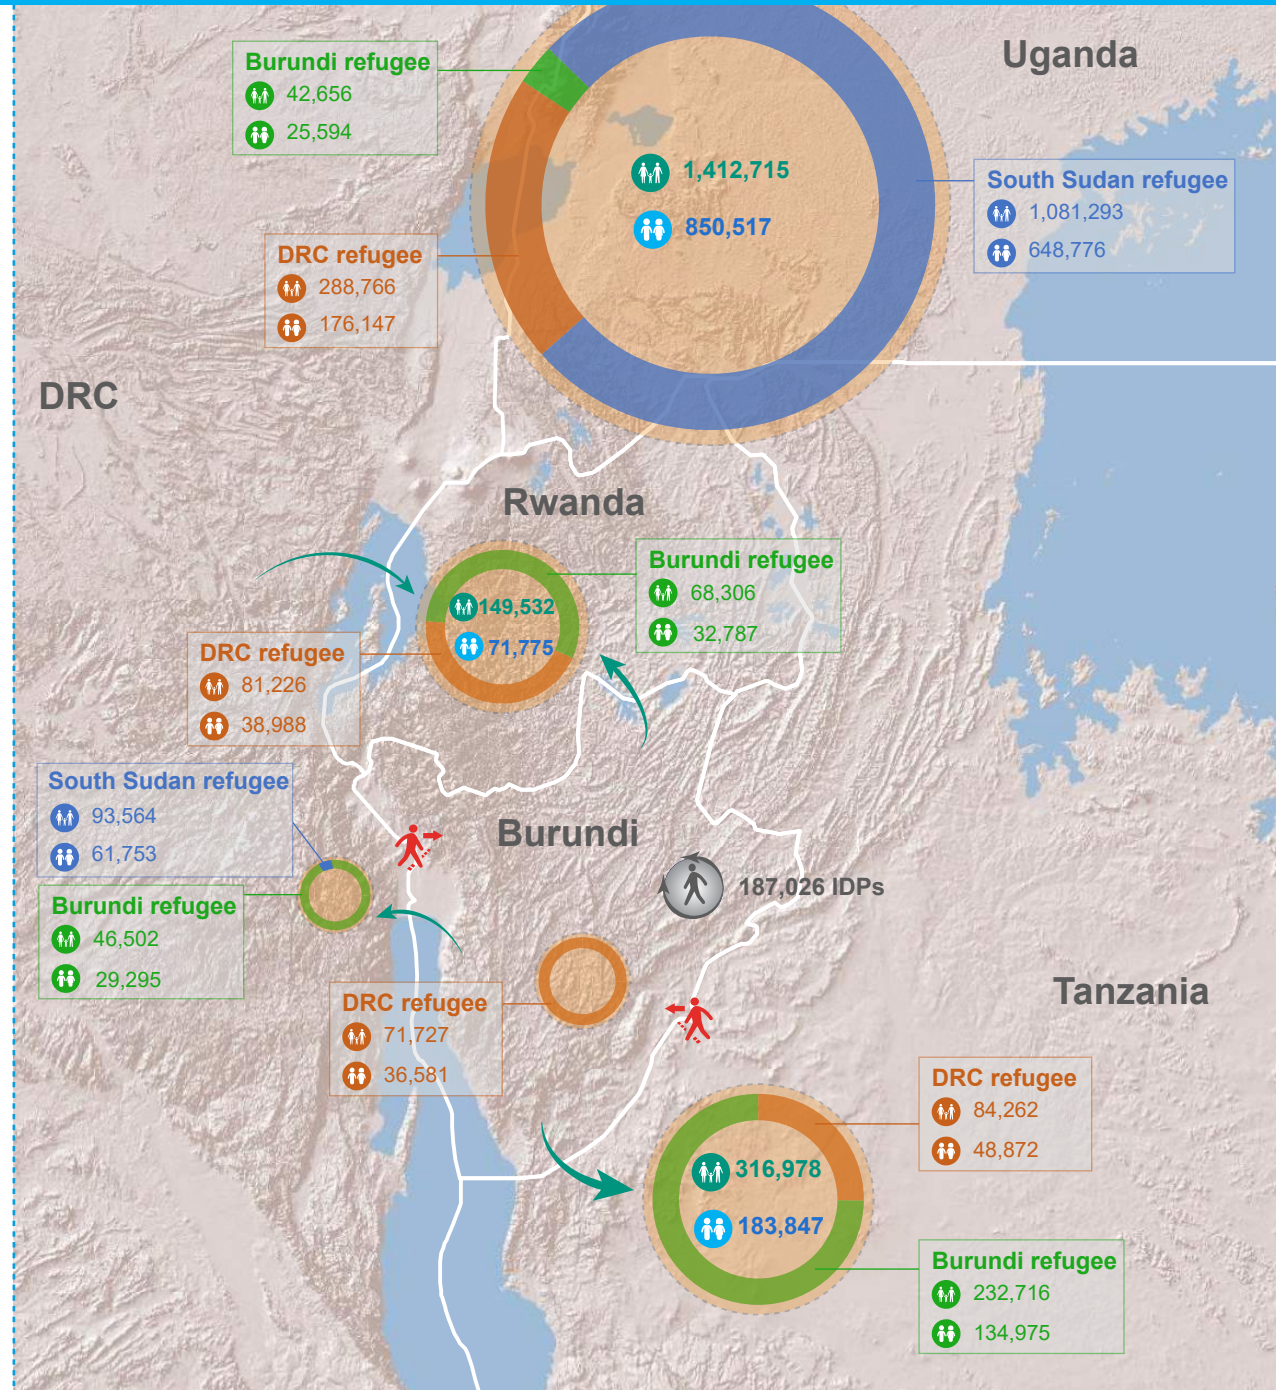 Uganda
Burundi refugee
42,656
25,594
1,412,715
850,517
South Sudan refugee
1,081,293
648,776
DRC refugee
288,766
176,147
DRC
Rwanda
Burundi refugee
68,306
32,787
149,532
71,775
DRC refugee
81,226
38,988
South Sudan refugee
93,564
61,753
Burundi
187,026 IDPs
Burundi refugee
46,502
29,295
DRC refugee
71,727
36,581
Tanzania
DRC refugee
84,262
48,872
316,978
183,847
Burundi refugee
232,716
134,975